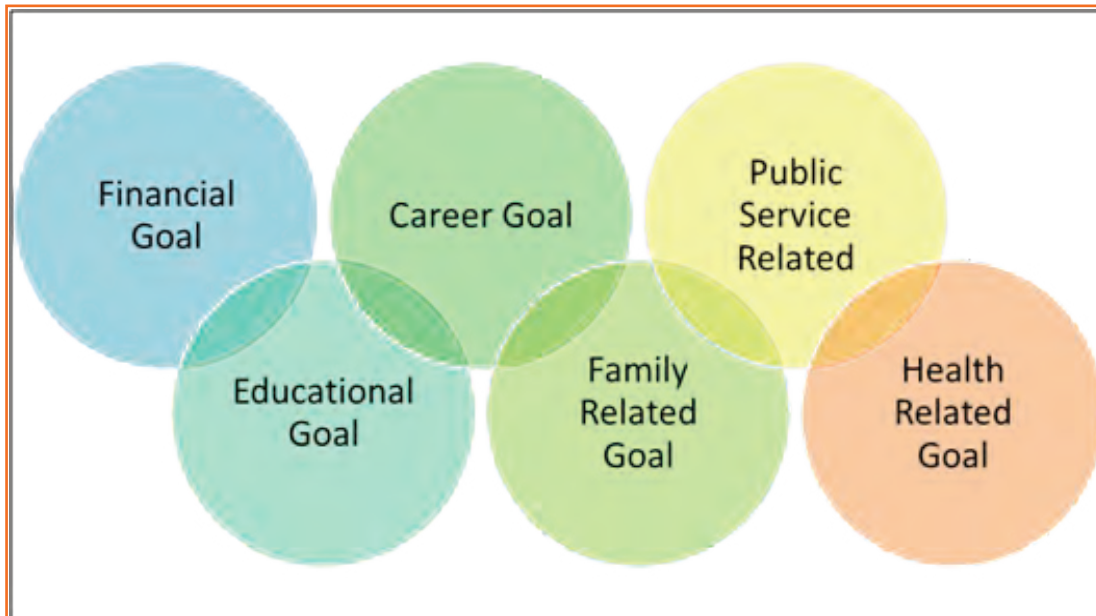 Financial
Goal
Career Goal
Public
Service
Related
Educational
Goal
Family
Related
Goal
Health
Related
Goal